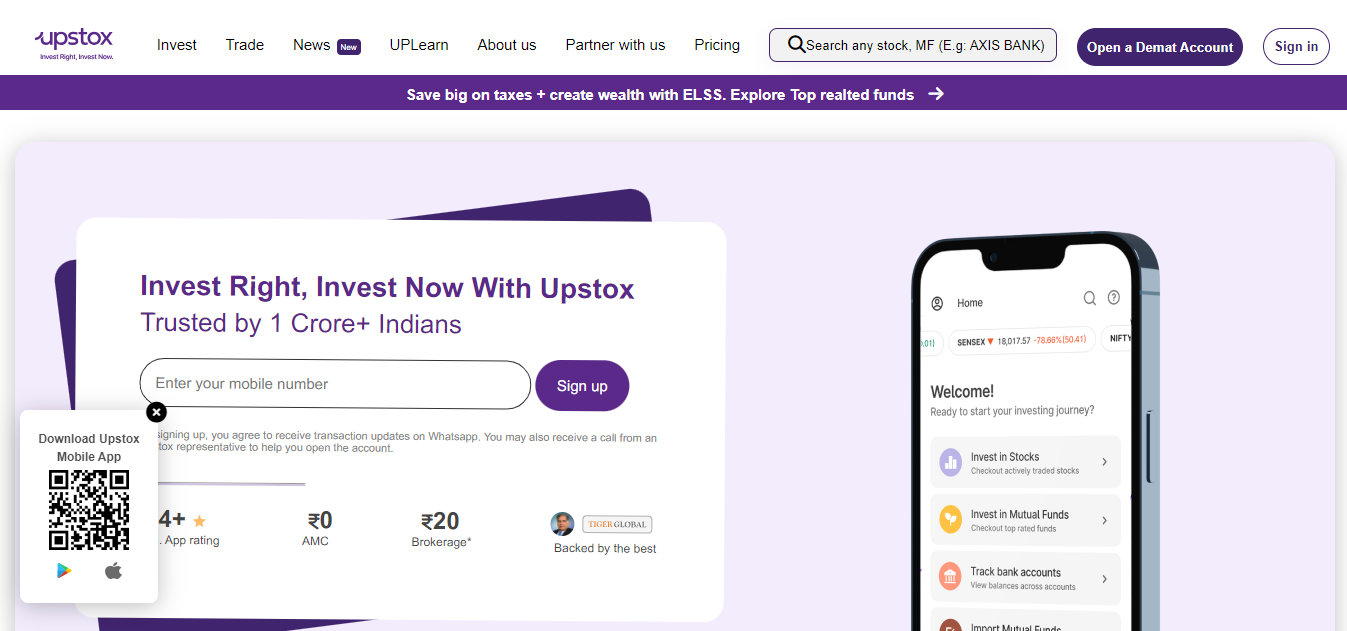 upstox
Invest Right, Invest Now.
Invest
Trade
News New
UPLearn
About us
Partner with us
Pricing
Search any stock, MF (E.g: AXIS BANK)
Open a Demat Account
Sign in
Save big on taxes + create wealth with ELSS. Explore Top realted funds
Invest Right, Invest Now With Upstox
Trusted by 1 Crore+ Indians
Enter your mobile number
Sign up
signing up, you agree to receive transaction updates on Whatsapp. You may also receive a call from an
tox representative to help you open the account.
4+
. App rating
₹0
AMC
₹20
Brokerage*
TIGER GLOBAL
Backed by the best
Download Upstox
Mobile App
Home
.01)
SENSEX ▼ 18,017.57 -78.66%(50.41)
NIFTY
Welcome!
Ready to start your investing journey?
Invest in Stocks
Checkout actively traded stocks
Invest in Mutual Funds
Checkout top rated funds
Track bank accounts
View balances across accounts
Import Mutual Funds